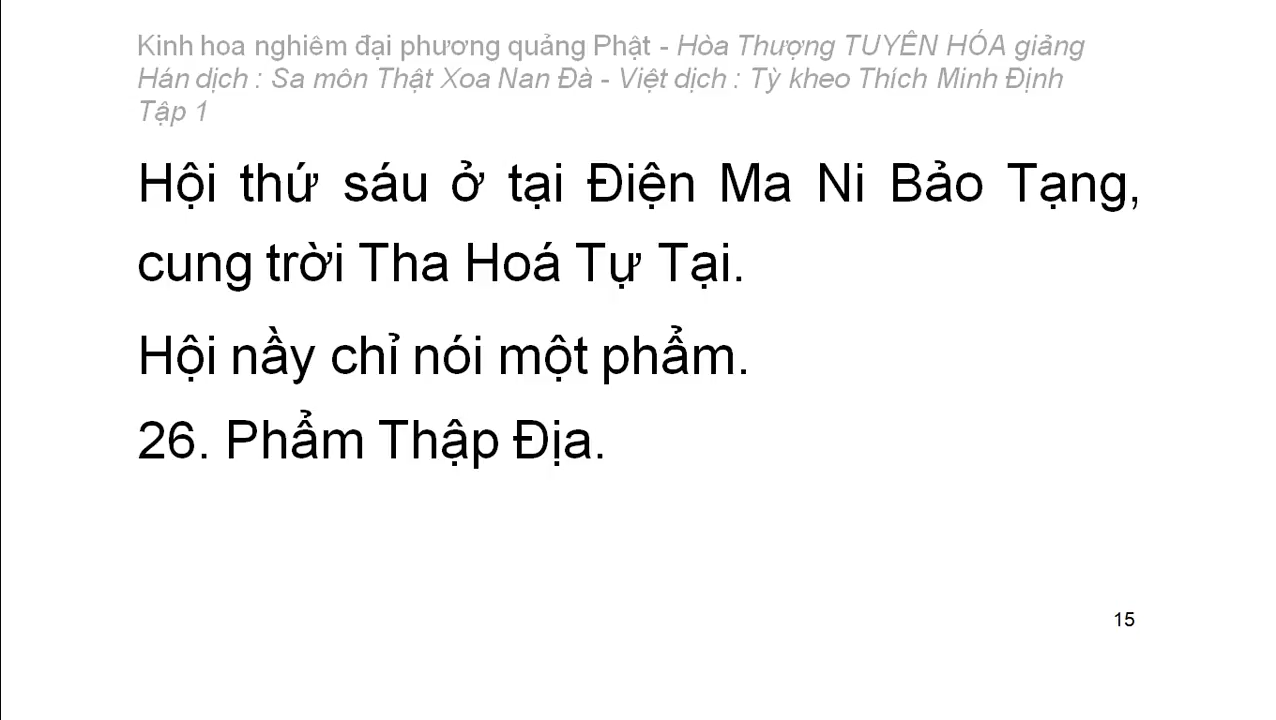 Kinh hoa nghiêm đại phương quảng Phật - Hòa Thượng TUYÊN HÓA giảng
Hán dịch : Sa môn Thật Xoa Nan Đà - Việt dịch : Tỳ kheo Thích Minh Định
Tập 1
Hội thứ sáu ở tại Điện Ma Ni Bảo Tạng,
cung trời Tha Hoá Tự Tại.
Hội nầy chỉ nói một phẩm.
26. Phẩm Thập Địa.
15